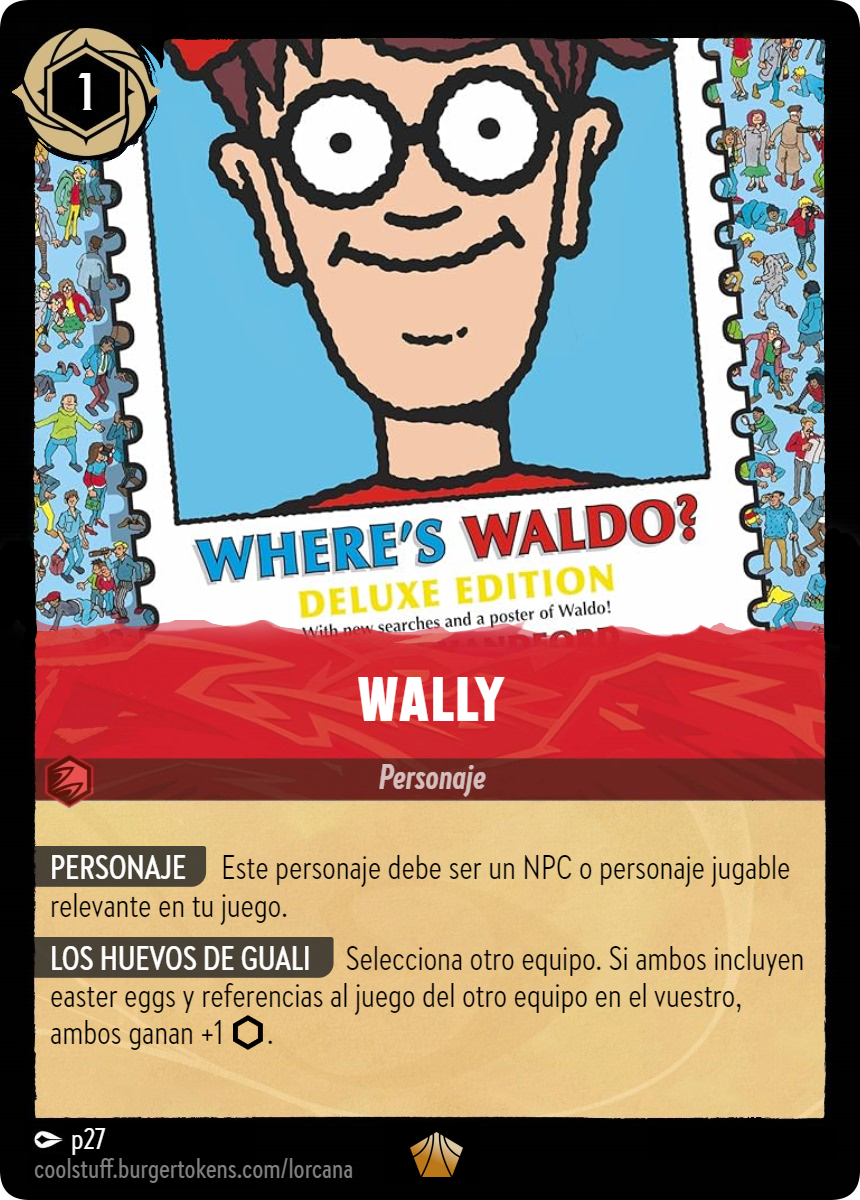 1
WHERE'S WALDO?
DELUXE EDITION
With new searches and a poster of Waldo!
WALLY
Personaje
PERSONAJE Este personaje debe ser un NPC o personaje jugable
relevante en tu juego.
LOS HUEVOS DE GUALI Selecciona otro equipo. Si ambos incluyen
easter eggs y referencias al juego del otro equipo en el vuestro,
ambos ganan +1 .
p27
coolstuff.burgertokens.com/lorcana